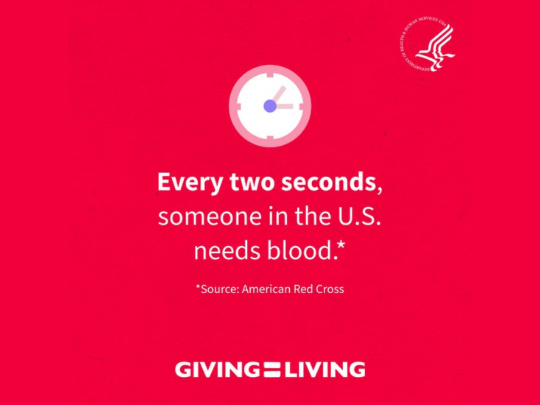 DEPARTMENT OF HEALTH & HUMAN SERVICES USA
Every two seconds,
someone in the U.S.
needs blood.*
*Source: American Red Cross
GIVING=LIVING